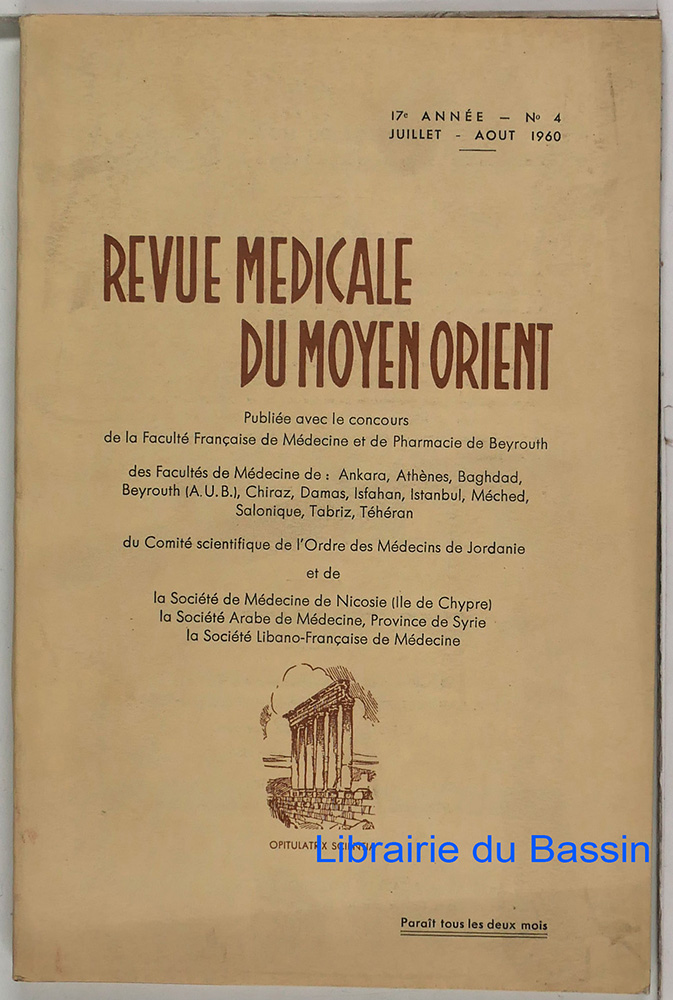 17e ANNÉE — No 4
JUILLET - AOUT 1960
REVUE MEDICALE
DU MOYEN ORIENT
Publiée avec le concours
de la Faculté Française de Médecine et de Pharmacie de Beyrouth
des Facultés de Médecine de : Ankara, Athènes, Baghdad,
Beyrouth (A.U.B.), Chiraz, Damas, Isfahan, Istanbul, Méched,
Salonique, Tabriz, Téhéran
du Comité scientifique de l'Ordre des Médecins de Jordanie
et de
la Société de Médecine de Nicosie (Ile de Chypre)
la Société Arabe de Médecine, Province de Syrie
la Société Libano-Française de Médecine
OPITULATRIX SCIENTIA
Librairie du Bassin
Paraît tous les deux mois